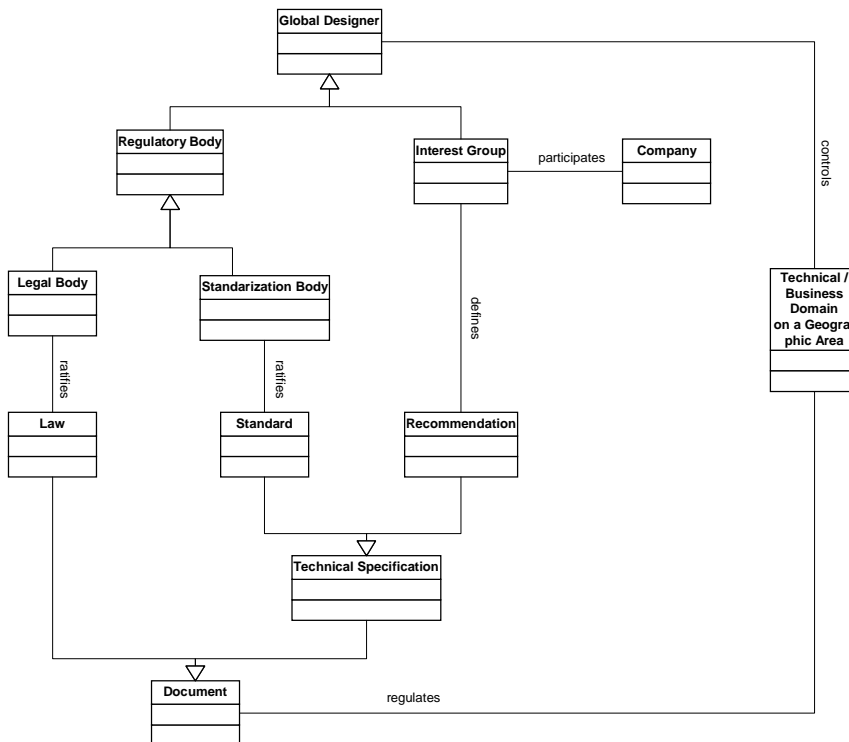 Global Designer
Regulatory Body
Interest Group
participates
Company
controls
Legal Body
Standarization Body
Technical /
Business
Domain
on a Geogra
phic Area
ratifies
ratifies
defines
Law
Standard
Recommendation
Technical Specification
Document
regulates